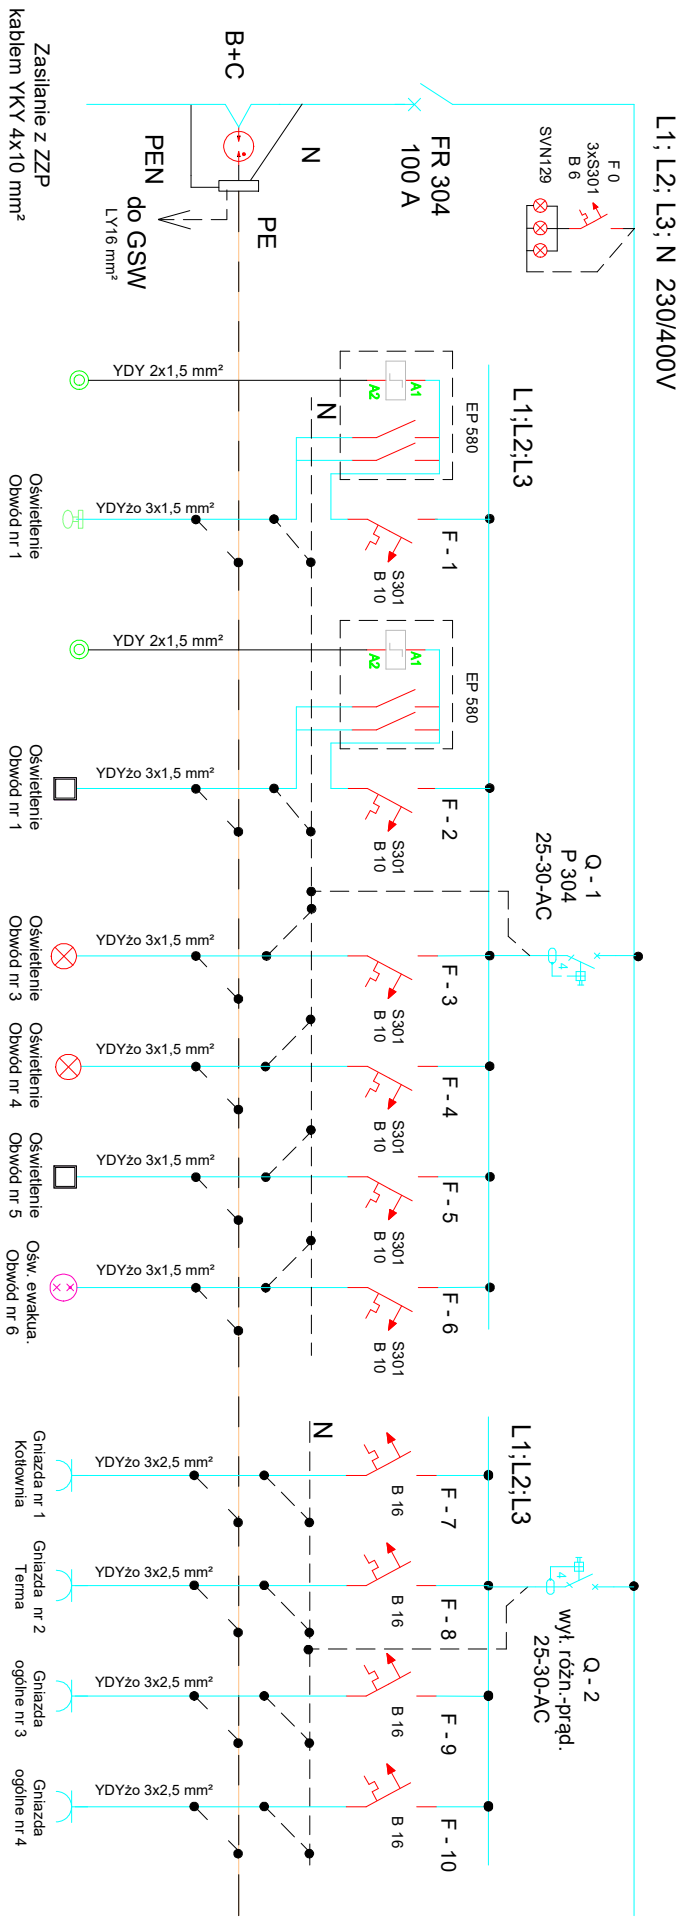 L1; L2; L3; N 230/400V
F 0
3xS301
B 6
SVN129
B+C
FR 304
100 A
N
PEN
PE
do GSW
LY16 mm²
Zasilanie z ZZP
kablem YKY 4x10 mm²
L1;L2;L3
EP 580
A1
A2
N
YDY 2x1,5 mm²
F - 1
S301
B 10
YDYżo 3x1,5 mm²
Oświetlenie
Obwód nr 1
EP 580
A1
A2
YDY 2x1,5 mm²
F - 2
S301
B 10
YDYżo 3x1,5 mm²
Oświetlenie
Obwód nr 1
Q - 1
P 304
25-30-AC
4
F - 3
S301
B 10
YDYżo 3x1,5 mm²
Oświetlenie
Obwód nr 3
F - 4
S301
B 10
YDYżo 3x1,5 mm²
Oświetlenie
Obwód nr 4
F - 5
S301
B 10
YDYżo 3x1,5 mm²
Oświetlenie
Obwód nr 5
F - 6
S301
B 10
YDYżo 3x1,5 mm²
Ośw. ewakua.
Obwód nr 6
L1;L2;L3
N
Q - 2
wył. różn.-prąd.
25-30-AC
4
F - 7
B 16
YDYżo 3x2,5 mm²
Gniazda nr 1
Kotłownia
F - 8
B 16
YDYżo 3x2,5 mm²
Gniazda nr 2
Terma
F - 9
B 16
YDYżo 3x2,5 mm²
Gniazda
ogólne nr 3
F - 10
B 16
YDYżo 3x2,5 mm²
Gniazda
ogólne nr 4